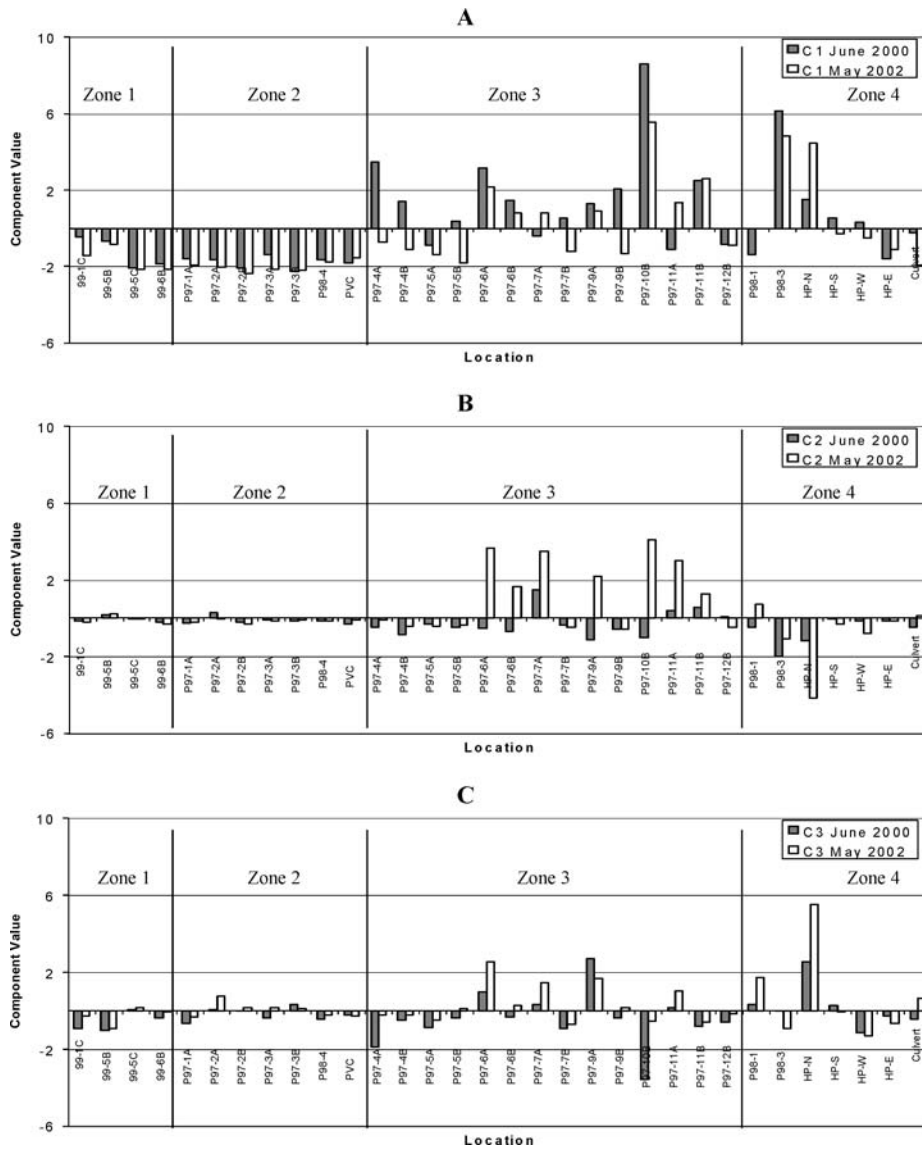 A
10
6
2
-2
-6
Component Value
Zone 1
Zone 2
Zone 3
Zone 4
C1 June 2000
C1 May 2002
99-1C
99-5B
99-5C
99-6B
P97-1A
P97-2A
P97-2B
P97-3A
P97-3B
P98-4
PVC
P97-4A
P97-4B
P97-5A
P97-5B
P97-6A
P97-6B
P97-7A
P97-7B
P97-9A
P97-9B
P97-10B
P97-11A
P97-11B
P97-12B
P98-1
P98-3
HP-N
HP-S
HP-W
HP-E
Culvert
Location
B
10
6
2
-2
-6
Component Value
Zone 1
Zone 2
Zone 3
Zone 4
C2 June 2000
C2 May 2002
99-1C
99-5B
99-5C
99-6B
P97-1A
P97-2A
P97-2B
P97-3A
P97-3B
P98-4
PVC
P97-4A
P97-4B
P97-5A
P97-5B
P97-6A
P97-6B
P97-7A
P97-7B
P97-9A
P97-9B
P97-10B
P97-11A
P97-11B
P97-12B
P98-1
P98-3
HP-N
HP-S
HP-W
HP-E
Culvert
Location
C
10
6
2
-2
-6
Component Value
Zone 1
Zone 2
Zone 3
Zone 4
C3 June 2000
C3 May 2002
99-1C
99-5B
99-5C
99-6B
P97-1A
P97-2A
P97-2B
P97-3A
P97-3B
P98-4
PVC
P97-4A
P97-4B
P97-5A
P97-5B
P97-6A
P97-6B
P97-7A
P97-7B
P97-9A
P97-9B
P97-10B
P97-11A
P97-11B
P97-12B
P98-1
P98-3
HP-N
HP-S
HP-W
HP-E
Culvert
Location